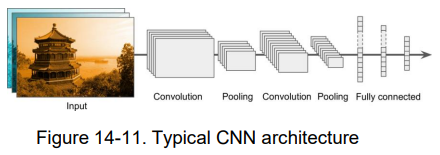 Input
Convolution Pooling Convolution Pooling Fully connected
Figure 14-11. Typical CNN architecture